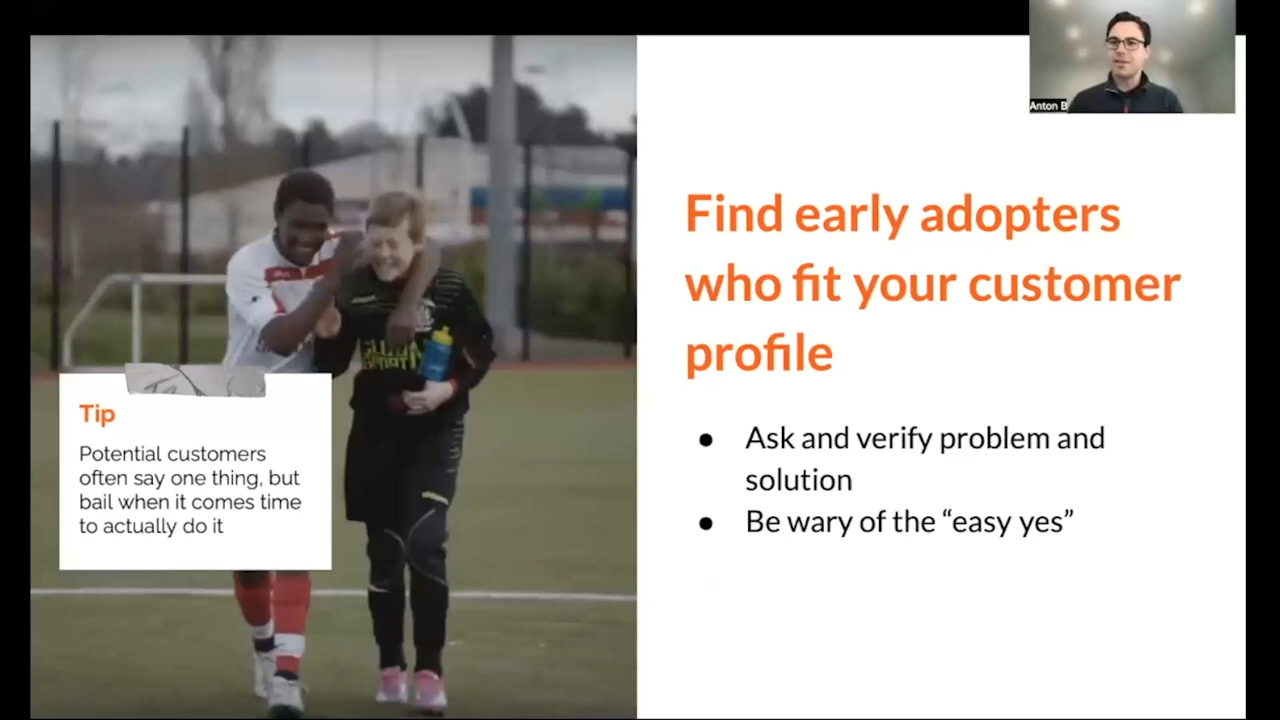 Anton B
Find early adopters
who fit your customer
profile
● Ask and verify problem and
solution
● Be wary of the “easy yes”
Tip
Potential customers
often say one thing, but
bail when it comes time
to actually do it